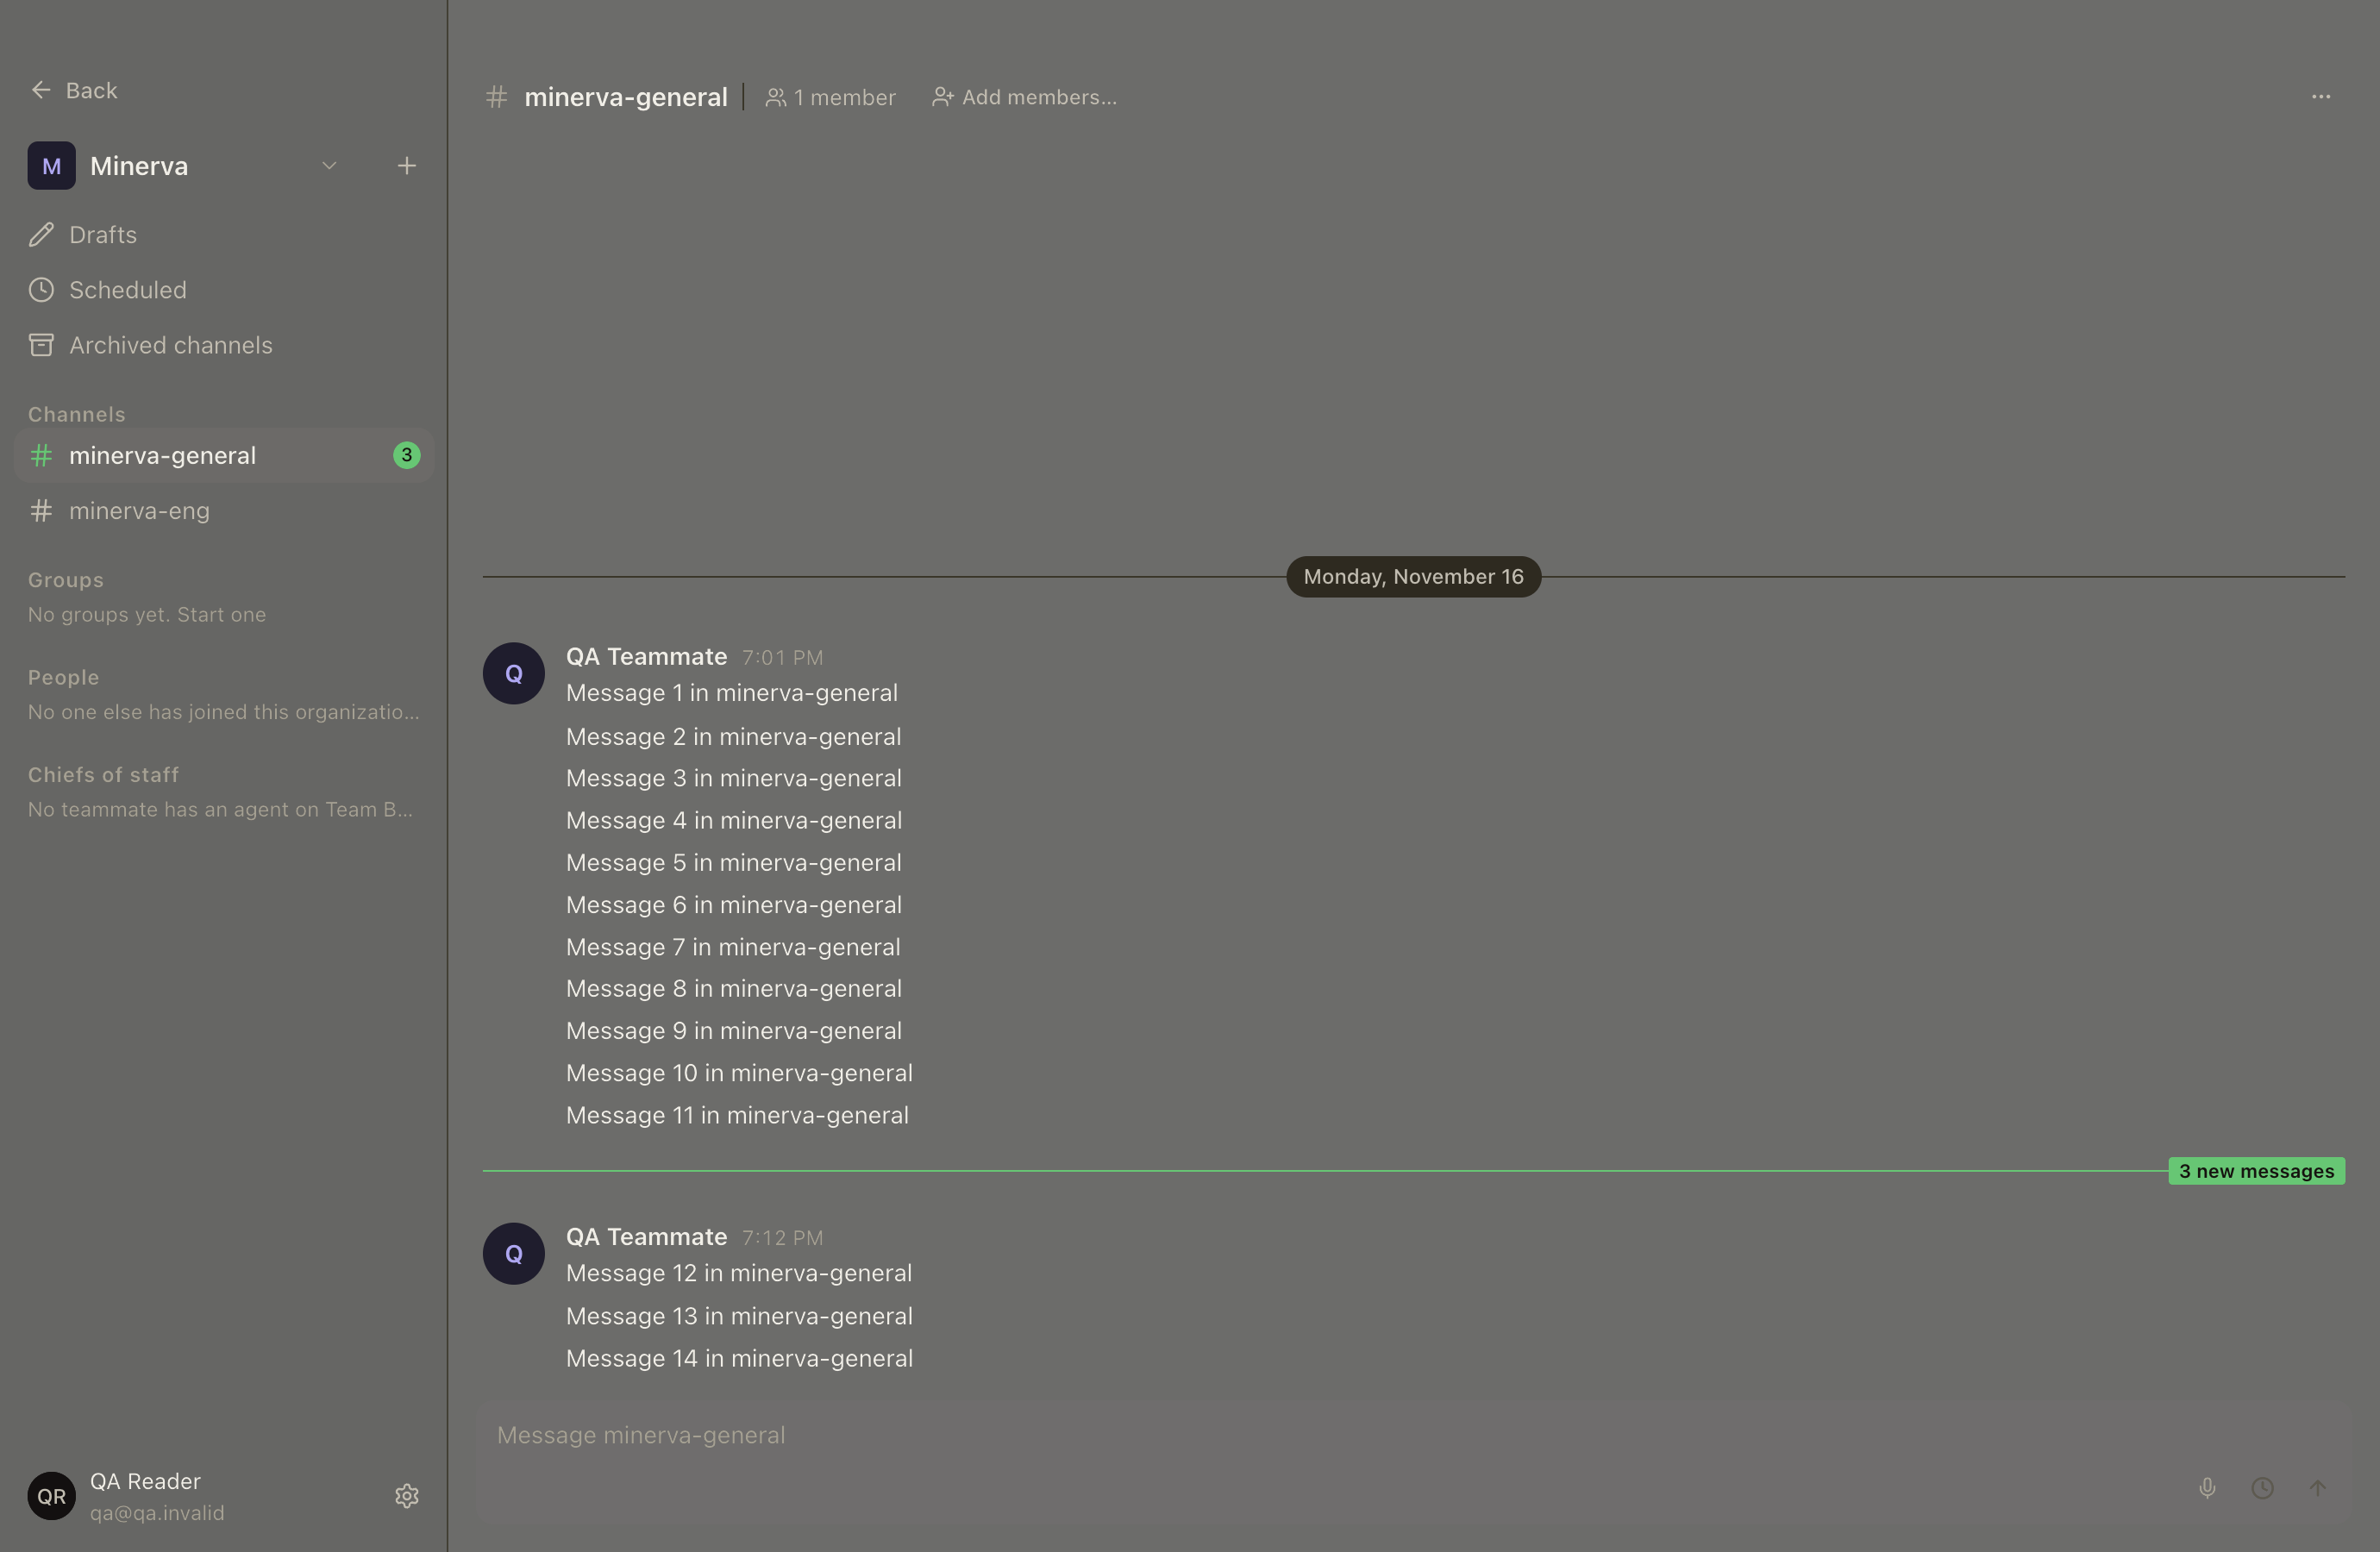 Back
M Minerva
Drafts
Scheduled
Archived channels
Channels
minerva-general 3
minerva-eng
Groups
No groups yet. Start one
People
No one else has joined this organizatio...
Chiefs of staff
No teammate has an agent on Team B...
QR QA Reader
qa@qa.invalid
# minerva-general 1 member Add members...
Monday, November 16
Q QA Teammate 7:01 PM
Message 1 in minerva-general
Message 2 in minerva-general
Message 3 in minerva-general
Message 4 in minerva-general
Message 5 in minerva-general
Message 6 in minerva-general
Message 7 in minerva-general
Message 8 in minerva-general
Message 9 in minerva-general
Message 10 in minerva-general
Message 11 in minerva-general
3 new messages
Q QA Teammate 7:12 PM
Message 12 in minerva-general
Message 13 in minerva-general
Message 14 in minerva-general
Message minerva-general